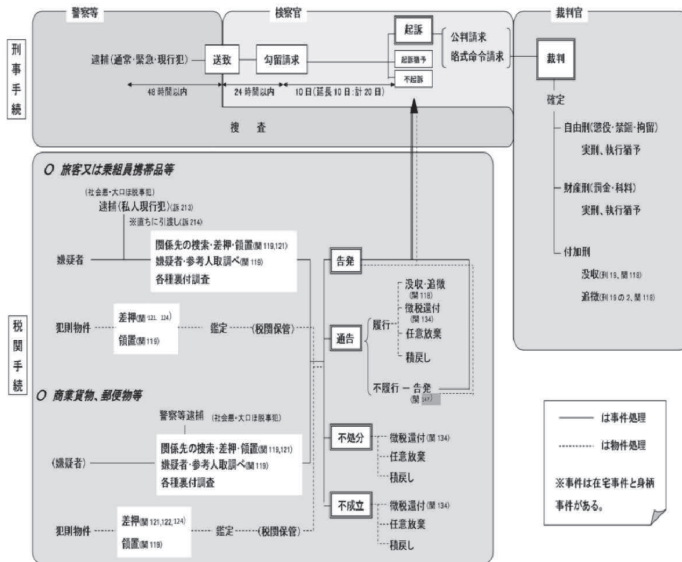 警察等
検察官
裁判官
刑事手続
逮捕(通常・緊急・現行犯)
送致
勾留請求
起訴
起訴猶予
不起訴
公判請求
略式命令請求
裁判
48時間以内
24時間以内
10日(延長10日:計20日)
捜査
確定
自由刑(懲役・禁錮・拘留)
実刑、執行猶予
財産刑(罰金・科料)
実刑、執行猶予
付加刑
没収(刑19、関118)
追徴(刑19の2、関118)
税関手続
○ 旅客又は乗組員携帯品等
(社会悪・大口ほ脱事犯)
逮捕(私人現行犯)(訴213)
※直ちに引渡し(訴214)
嫌疑者
関係先の捜索・差押・領置(関119,121)
嫌疑者・参考人取調べ(関119)
各種裏付調査
犯則物件
差押(関121, 124)
領置(関119)
鑑定
(税関保管)
告発
通告
履行
没収・追徴
(関118)
徴税還付
(関134)
任意放棄
積戻し
不履行
告発
○ 商業貨物、郵便物等
警察等逮捕
(社会悪・大口ほ脱事犯)
(嫌疑者)
関係先の捜索・差押・領置(関119,121)
嫌疑者・参考人取調べ(関119)
各種裏付調査
犯則物件
差押(関121,122,124)
領置(関119)
鑑定
(税関保管)
不処分
徴税還付(関134)
任意放棄
積戻し
不成立
徴税還付(関134)
任意放棄
積戻し
は事件処理
は物件処理
※事件は在宅事件と身柄
事件がある。